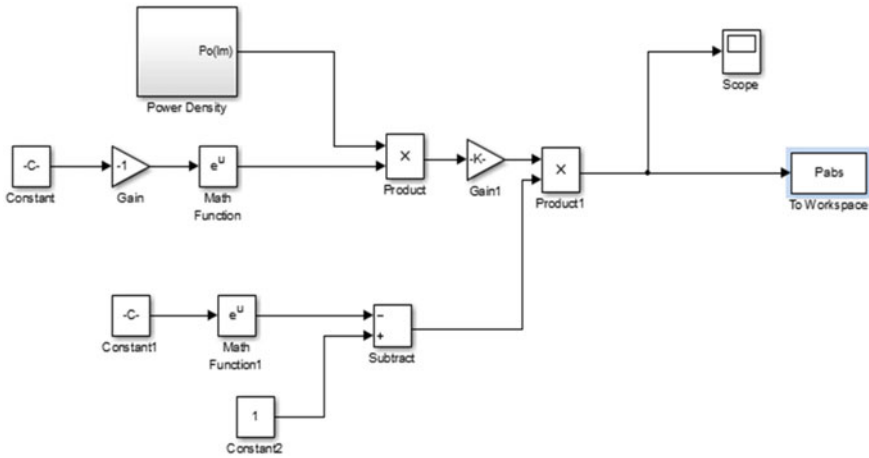 Po(lm)
Power Density
Scope
-C-
Constant
-1
Gain
e^u
Math
Function
×
Product
-K-
Gain1
×
Product1
Pabs
To Workspace
-C-
Constant1
e^u
Math
Function1
−
+
Subtract
1
Constant2